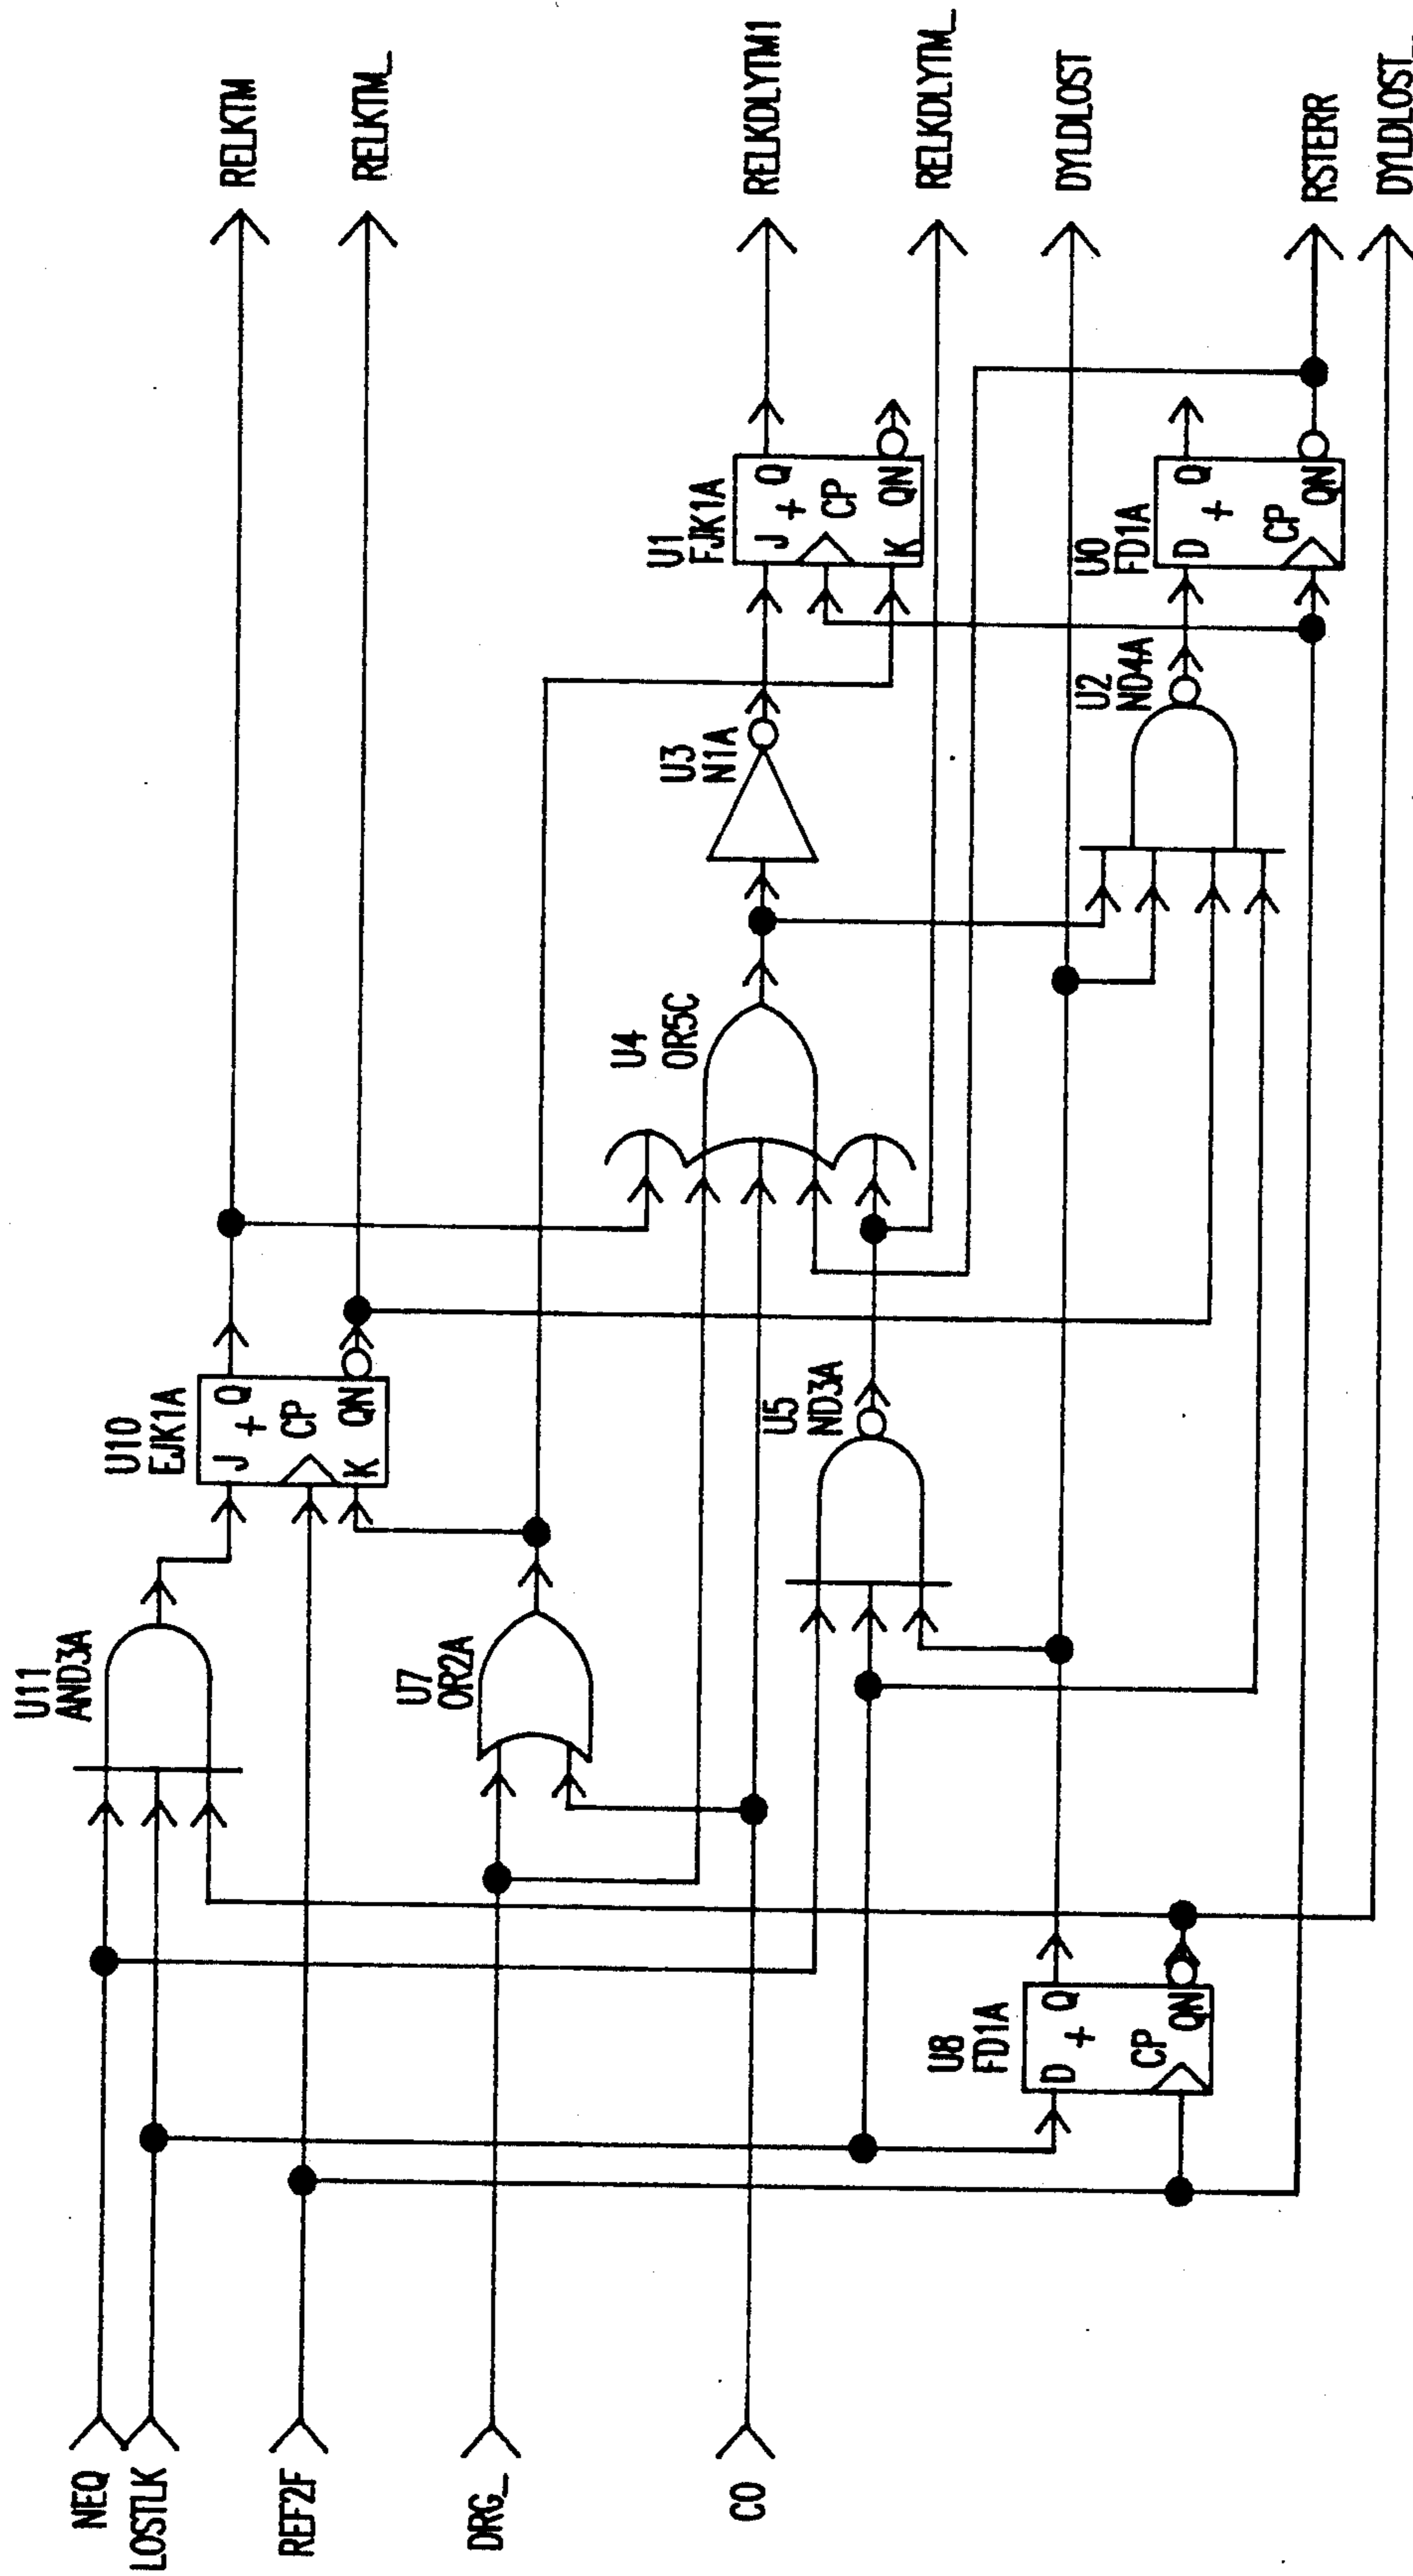 NEQ
LOSTLK
REF2F
DRG_
CO
U11
AND3A
U10
EJK1A
J
+
Q
CP
K
QN
RELKTM
RELKTM_
U7
OR2A
U4
OR5C
U3
N1A
U1
FJK1A
J
+
Q
CP
K
QN
RELKDLYTM1
RELKDLYTM_
U5
ND3A
U8
FD1A
D
+
Q
CP
QN
DYLDLOST
U2
ND4A
U0
FD1A
D
+
Q
CP
QN
RSTERR
DYLDLOST_